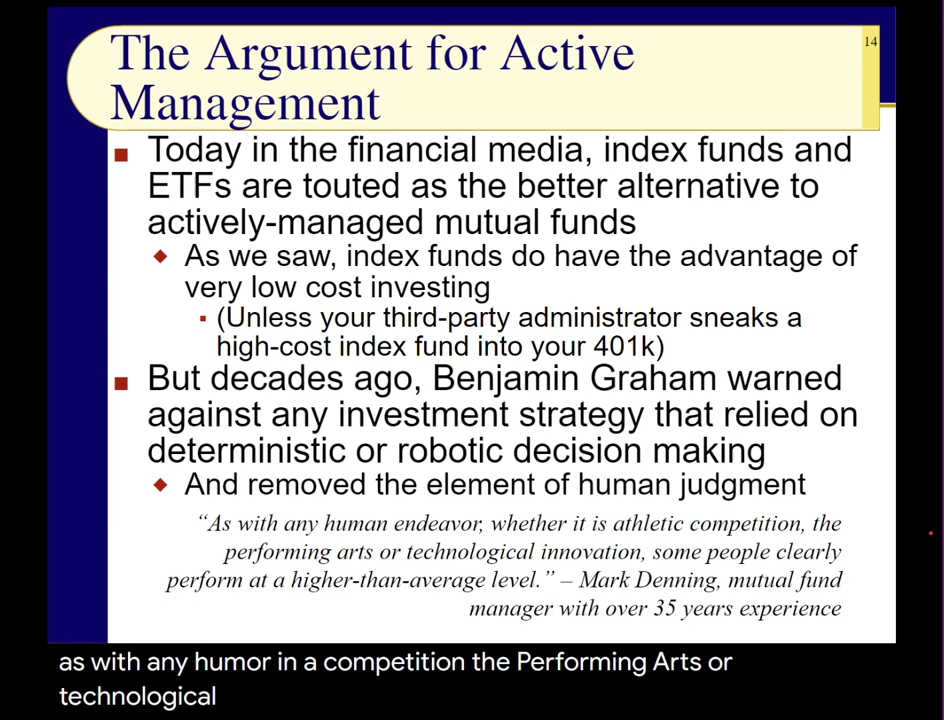 The Argument for Active
Management
14
Today in the financial media, index funds and
ETFs are touted as the better alternative to
actively-managed mutual funds
As we saw, index funds do have the advantage of
very low cost investing
(Unless your third-party administrator sneaks a
high-cost index fund into your 401k)
But decades ago, Benjamin Graham warned
against any investment strategy that relied on
deterministic or robotic decision making
And removed the element of human judgment
“As with any human endeavor, whether it is athletic competition, the
performing arts or technological innovation, some people clearly
perform at a higher-than-average level.” – Mark Denning, mutual fund
manager with over 35 years experience
as with any humor in a competition the Performing Arts or
technological